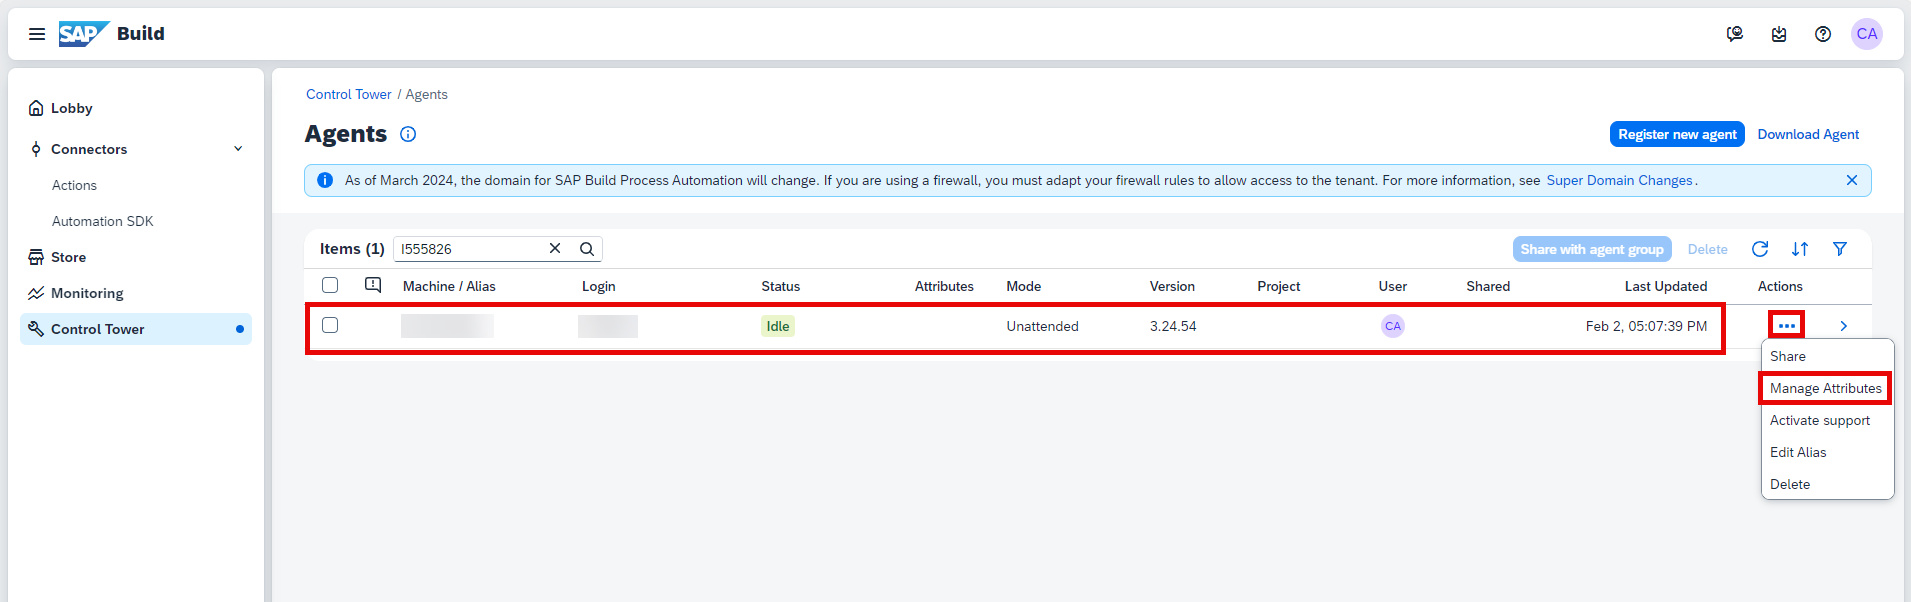 SAP Build
CA
Lobby
Connectors
Actions
Automation SDK
Store
Monitoring
Control Tower
Control Tower / Agents
Agents
Register new agent
Download Agent
As of March 2024, the domain for SAP Build Process Automation will change. If you are using a firewall, you must adapt your firewall rules to allow access to the tenant. For more information, see Super Domain Changes.
Items (1) I555826
Share with agent group Delete
Machine / Alias Login Status Attributes Mode Version Project User Shared Last Updated Actions
Idle Unattended 3.24.54 CA Feb 2, 05:07:39 PM
Share
Manage Attributes
Activate support
Edit Alias
Delete